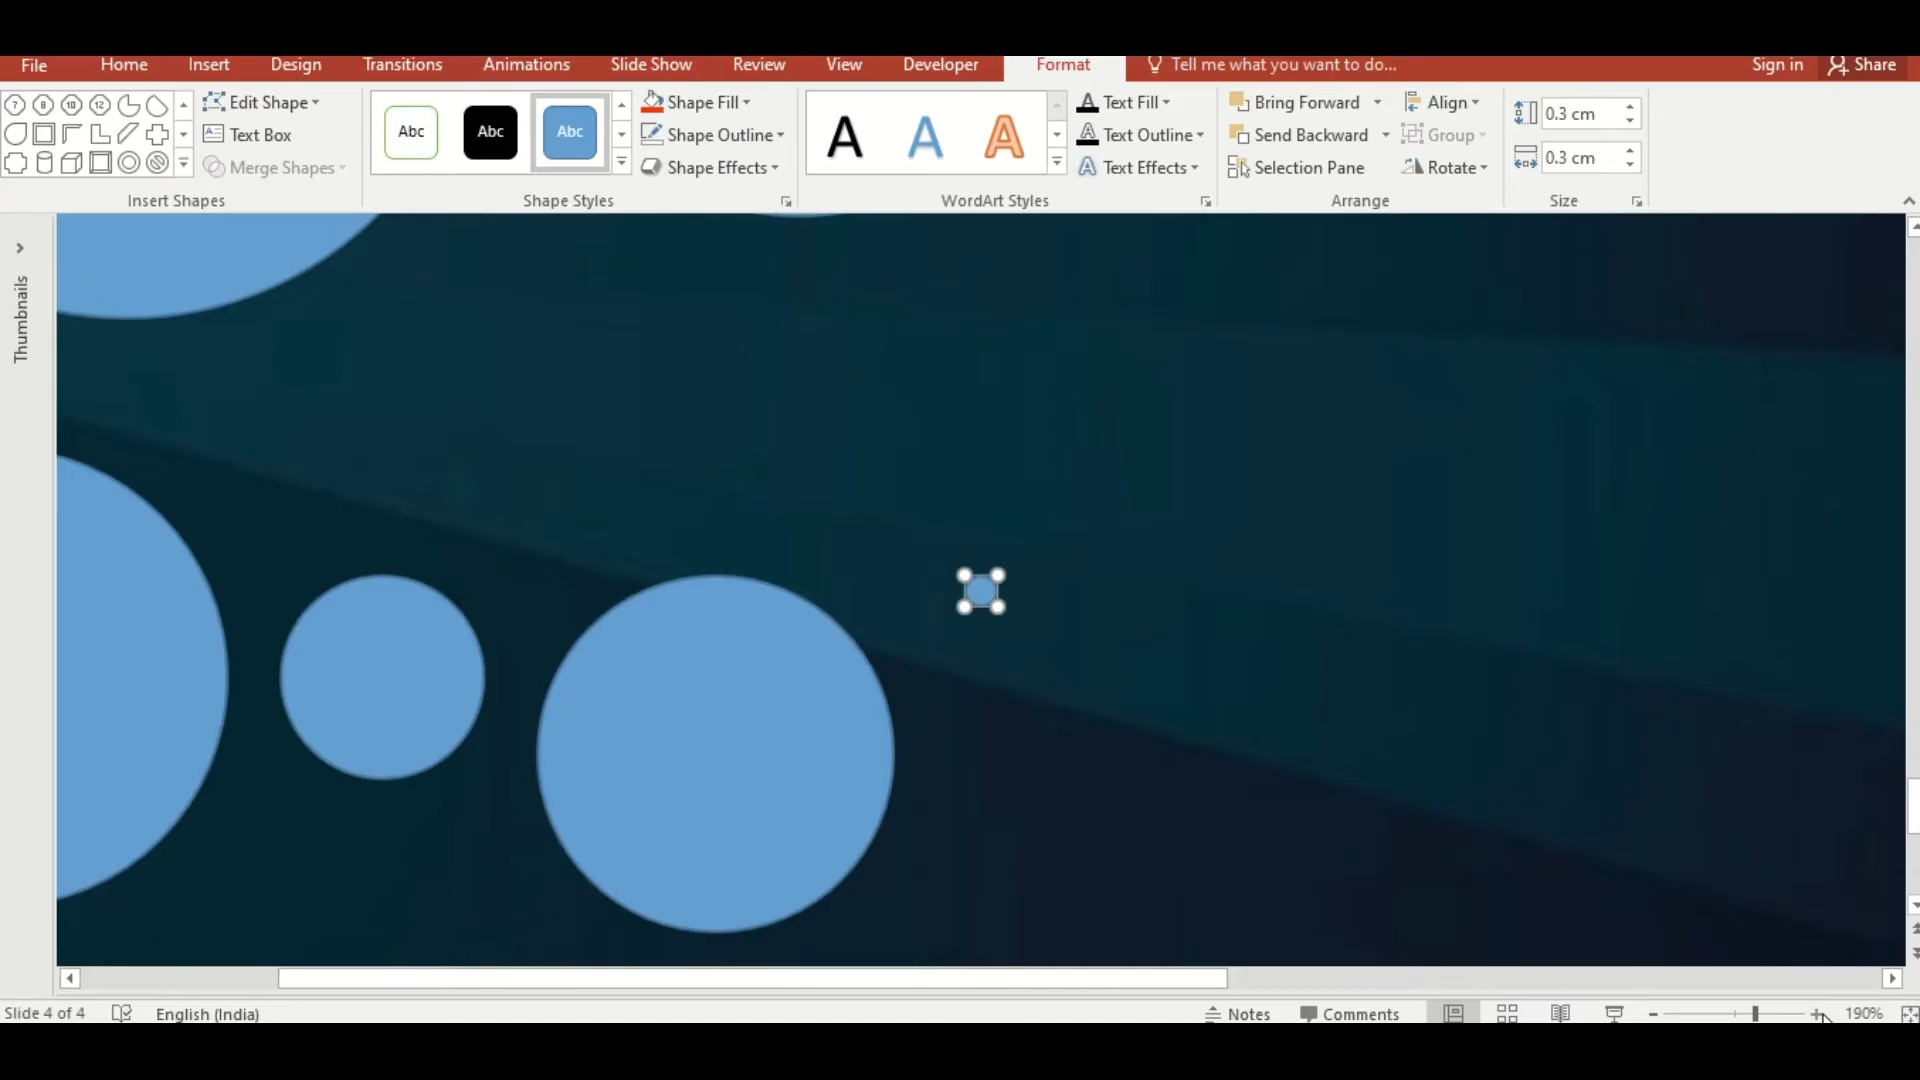 File Home Insert Design Transitions Animations Slide Show Review View Developer Format Tell me what you want to do... Sign in Share
7 8 10 12 Edit Shape Shape Fill Text Fill Bring Forward Align 0.3 cm
Text Box Abc Abc Abc Shape Outline A A A Text Outline Send Backward Group 0.3 cm
Merge Shapes Shape Effects Text Effects Selection Pane Rotate
Insert Shapes Shape Styles WordArt Styles Arrange Size
Thumbnails
Slide 4 of 4 English (India) Notes Comments 190%